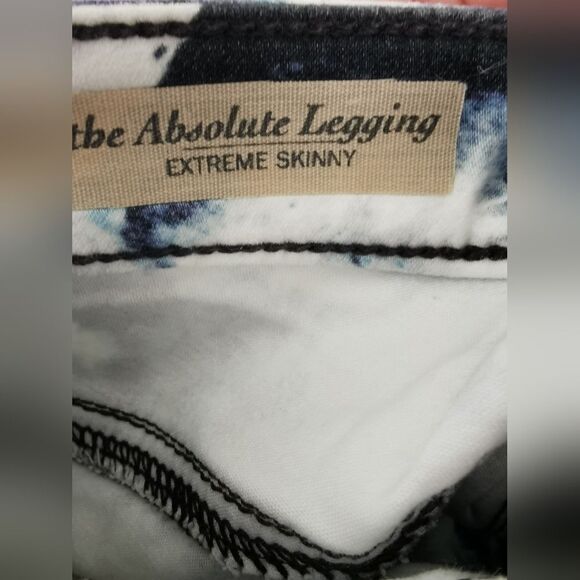 the Absolute Legging
EXTREME SKINNY